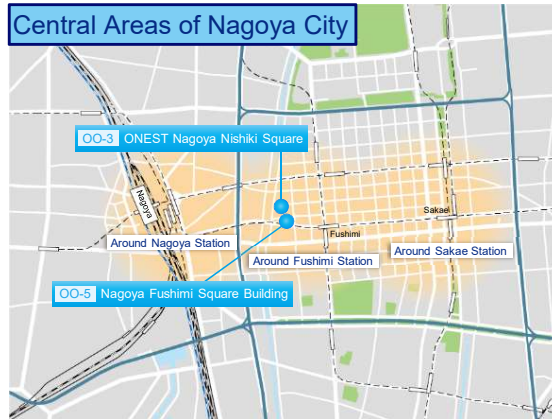 Central Areas of Nagoya City
OO-3 ONEST Nagoya Nishiki Square
Nagoya
Sakae
Fushimi
Around Nagoya Station
Around Sakae Station
Around Fushimi Station
OO-5 Nagoya Fushimi Square Building